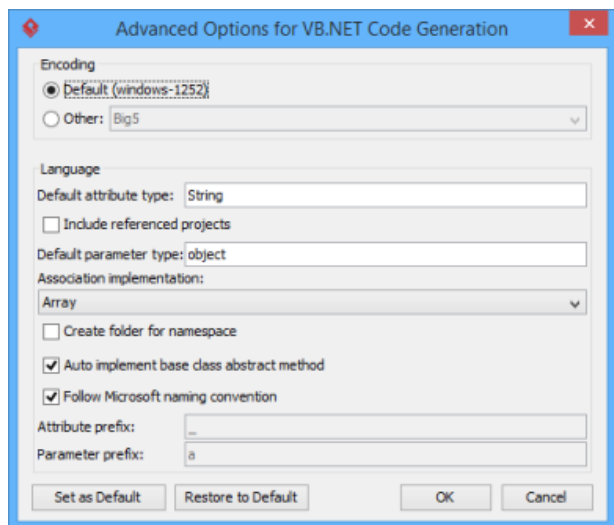 Advanced Options for VB.NET Code Generation
Encoding
Default (windows-1252)
Other: Big5
Language
Default attribute type: String
Include referenced projects
Default parameter type: object
Association implementation:
Array
Create folder for namespace
Auto implement base class abstract method
Follow Microsoft naming convention
Attribute prefix: _
Parameter prefix: a
Set as Default Restore to Default OK Cancel